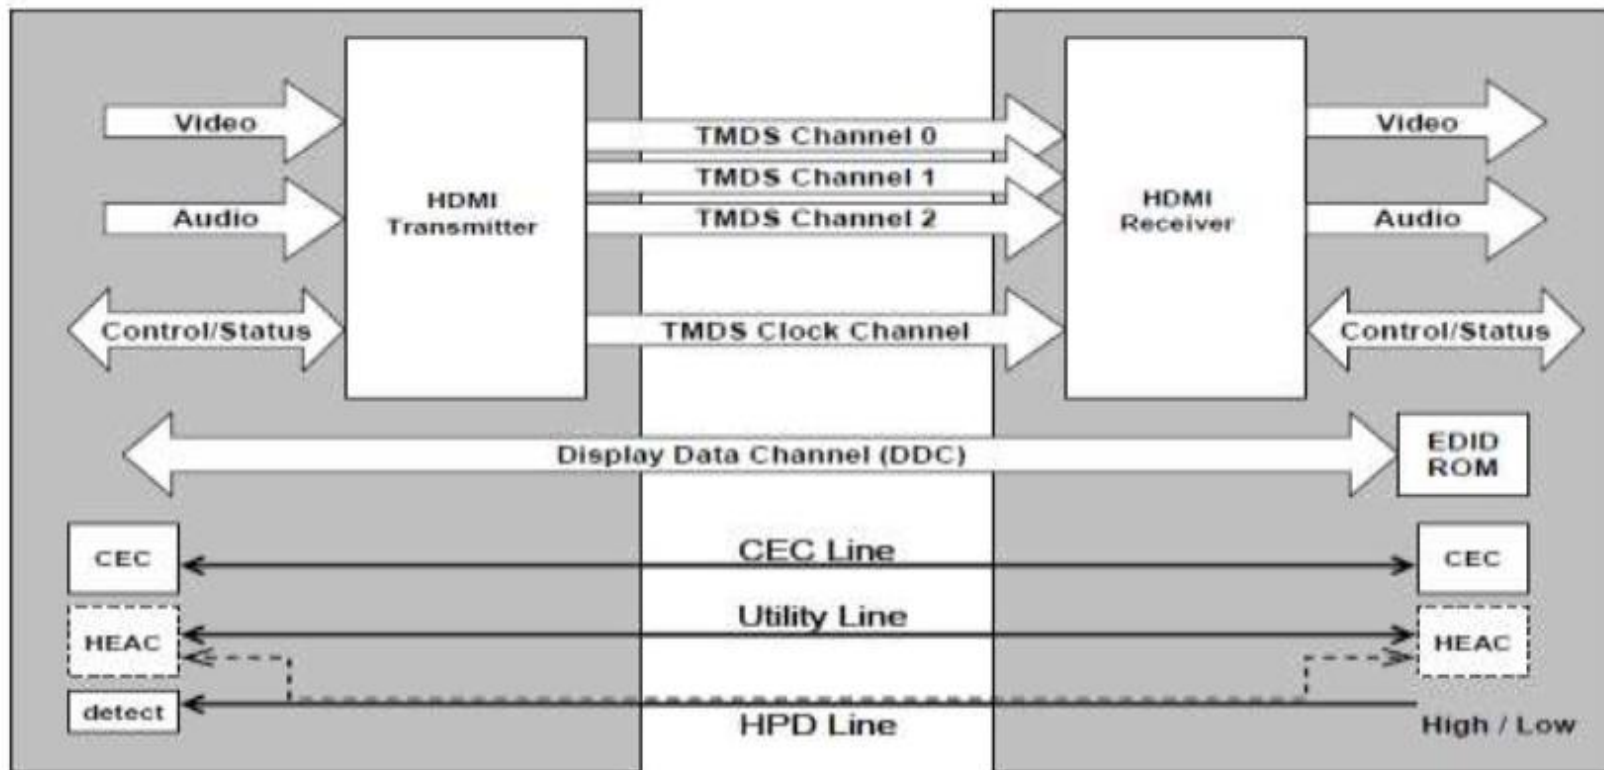 Video
Audio
Control/Status
HDMI
Transmitter
TMDS Channel 0
TMDS Channel 1
TMDS Channel 2
TMDS Clock Channel
HDMI
Receiver
Video
Audio
Control/Status
Display Data Channel (DDC)
EDID
ROM
CEC
CEC Line
CEC
HEAC
Utility Line
HEAC
detect
HPD Line
High / Low